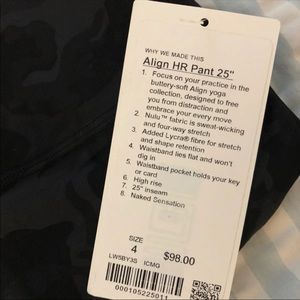 WHY WE MADE THIS
Align HR Pant 25"
1. Focus on your practice in the
buttery-soft Align yoga
collection, designed to free
you from distraction and
embrace your every move
2. Nulu™ fabric is sweat-wicking
and four-way stretch
3. Added Lycra® fibre for stretch
and shape retention
4. Waistband lies flat and won't
dig in
5. Waistband pocket holds your key
or card
6. High rise
7. 25" inseam
8. Naked Sensation
SIZE
4
$98.00
LW5BY3S ICMG
000105225011